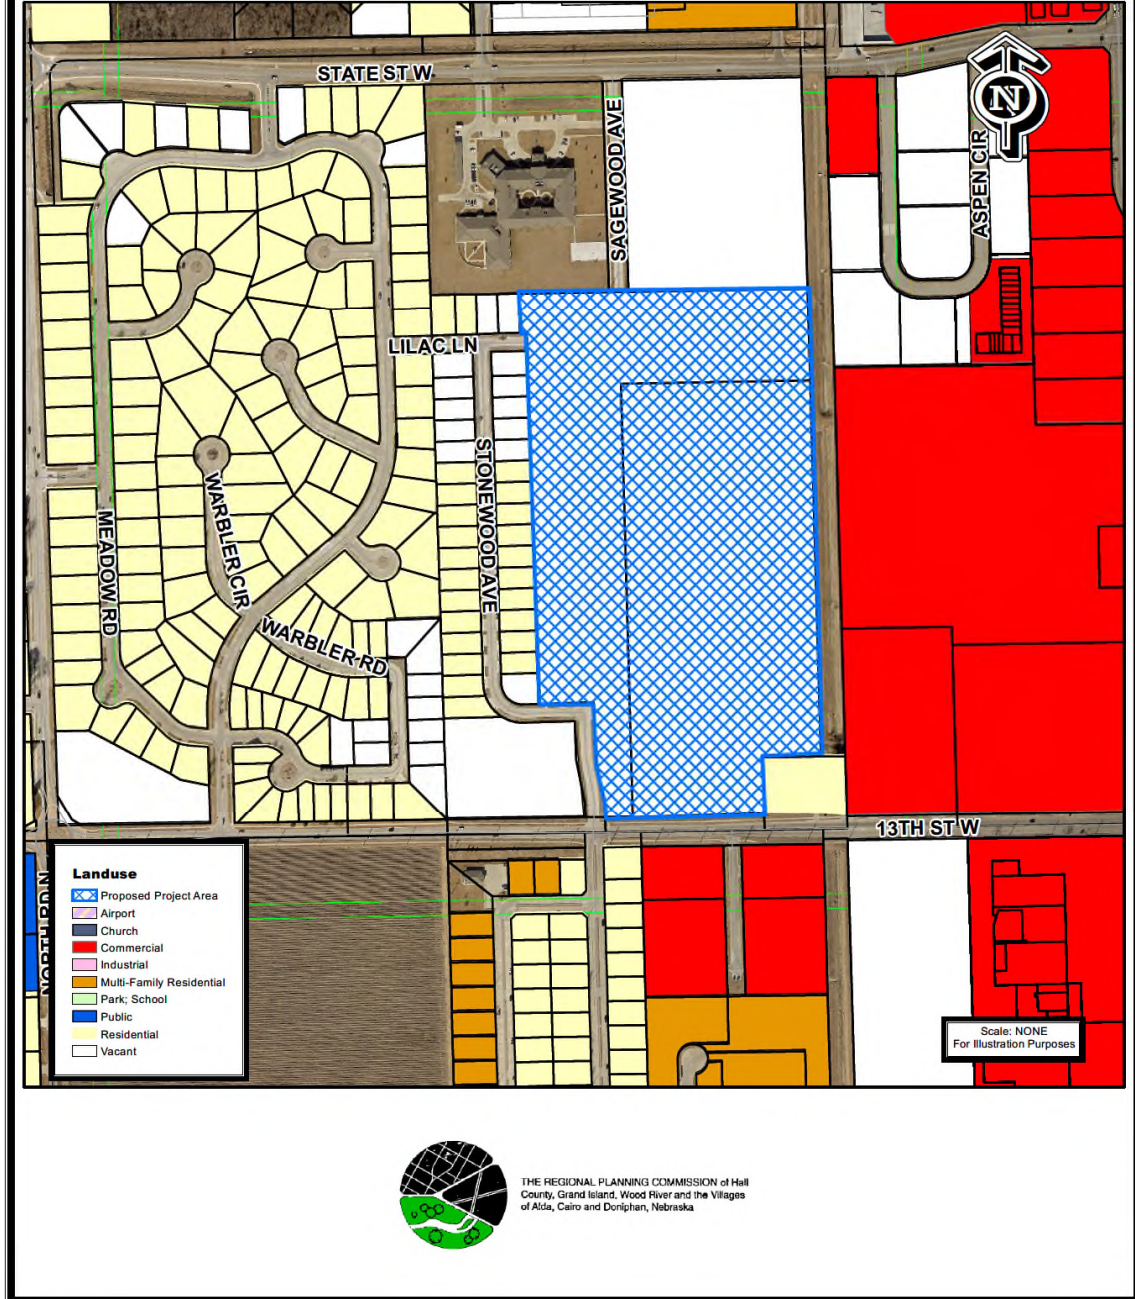 STATE ST W
N
SAGEWOOD AVE
ASPEN CIR
LILAC LN
STONEWOOD AVE
WARBLER CIR
MEADOW RD
WARBLER RD
13TH ST W
NORTH RD N
Landuse
Proposed Project Area
Airport
Church
Commercial
Industrial
Multi-Family Residential
Park; School
Public
Residential
Vacant
Scale: NONE
For Illustration Purposes
THE REGIONAL PLANNING COMMISSION of Hall
County, Grand Island, Wood River and the Villages
of Alda, Cairo and Doniphan, Nebraska